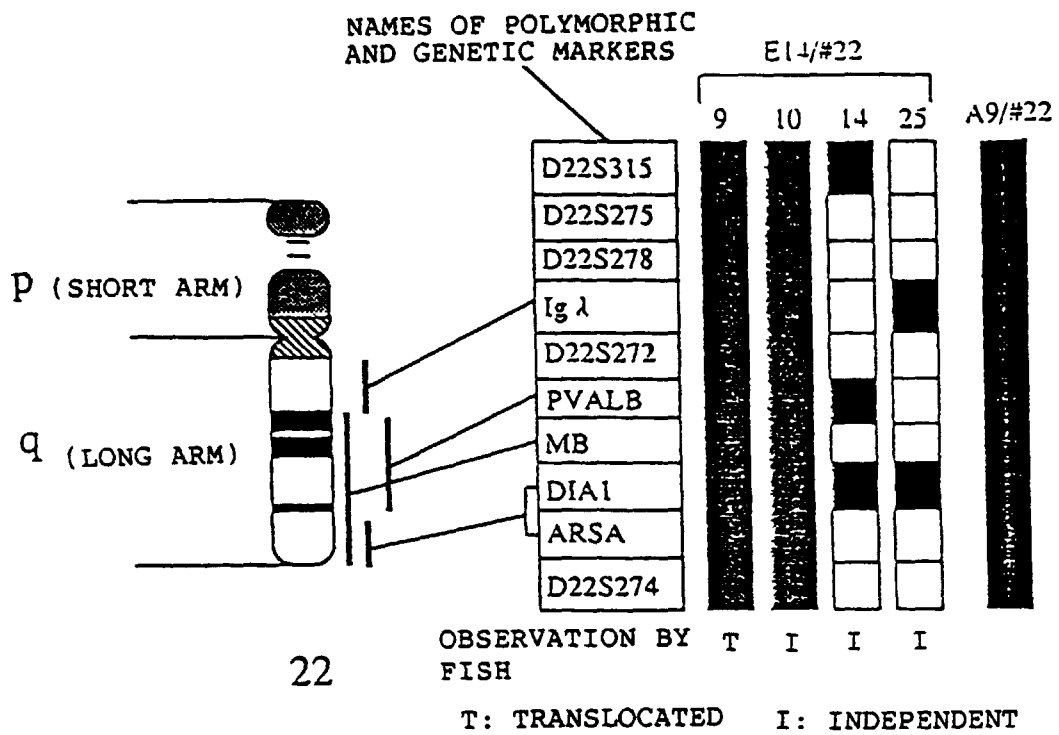 NAMES OF POLYMORPHIC
AND GENETIC MARKERS
E14/#22
9 10 14 25 A9/#22
D22S315
D22S275
D22S278
Ig λ
D22S272
PVALB
MB
DIA1
ARSA
D22S274
p (SHORT ARM)
q (LONG ARM)
22
OBSERVATION BY
FISH
T I I I
T: TRANSLOCATED I: INDEPENDENT